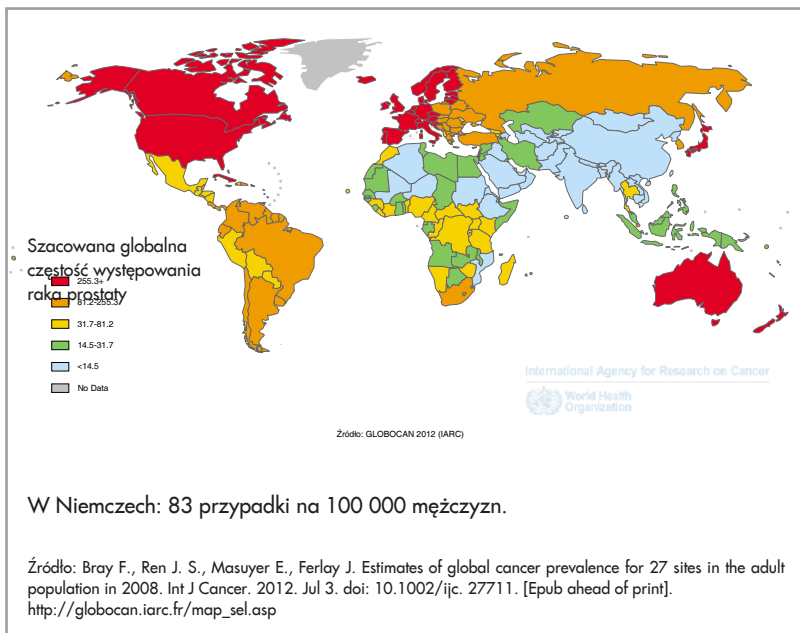 Szacowana globalna
częstość występowania
raka prostaty
255.3+
81.2-255.3
31.7-81.2
14.5-31.7
<14.5
No Data
International Agency for Research on Cancer
World Health
Organization
Źródło: GLOBOCAN 2012 (IARC)
W Niemczech: 83 przypadki na 100 000 mężczyzn.
Źródło: Bray F., Ren J. S., Masuyer E., Ferlay J. Estimates of global cancer prevalence for 27 sites in the adult
population in 2008. Int J Cancer. 2012. Jul 3. doi: 10.1002/ijc. 27711. [Epub ahead of print].
http://globocan.iarc.fr/map_sel.asp